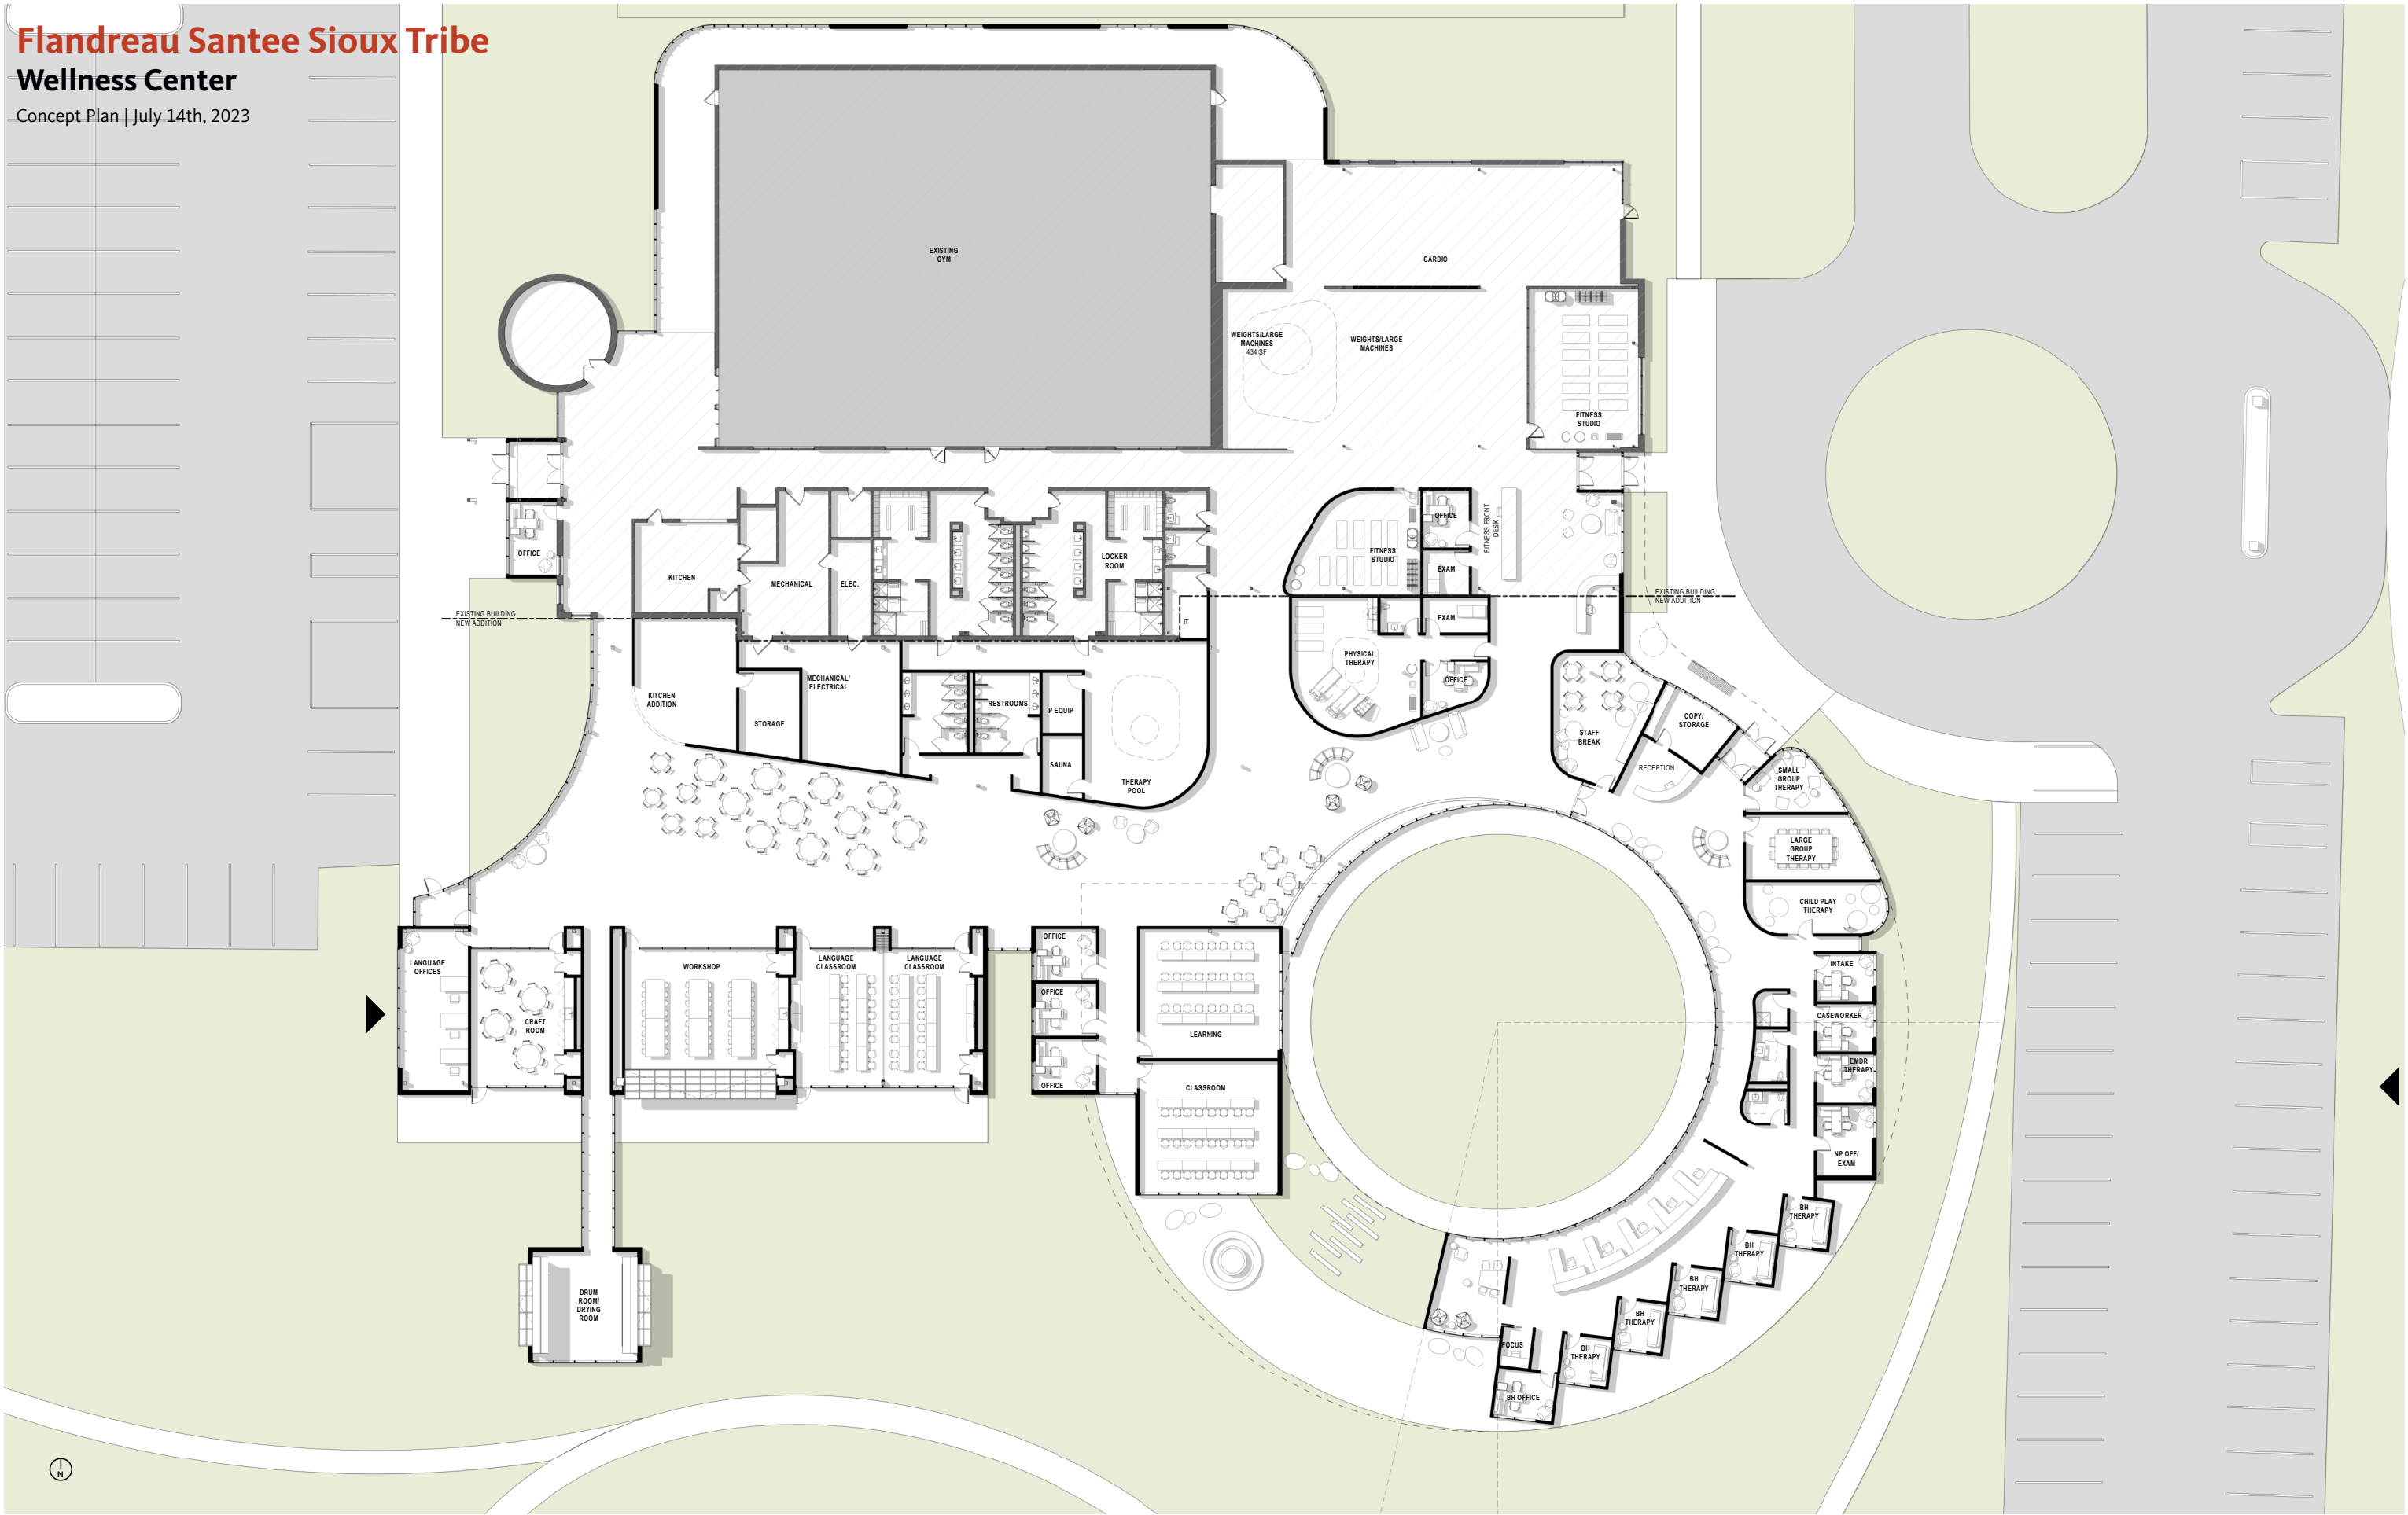 Flandreau Santee Sioux Tribe
Wellness Center
Concept Plan | July 14th, 2023
EXISTING
GYM
CARDIO
WEIGHTS/LARGE
MACHINES
434 SF
WEIGHTS/LARGE
MACHINES
FITNESS
STUDIO
OFFICE
KITCHEN
MECHANICAL
ELEC.
LOCKER
ROOM
IT
FITNESS
STUDIO
OFFICE
EXAM
FITNESS FRONT
DESK
EXISTING BUILDING
NEW ADDITION
EXISTING BUILDING
NEW ADDITION
EXAM
PHYSICAL
THERAPY
OFFICE
KITCHEN
ADDITION
STORAGE
MECHANICAL/
ELECTRICAL
RESTROOMS
P EQUIP
SAUNA
THERAPY
POOL
STAFF
BREAK
COPY/
STORAGE
RECEPTION
SMALL
GROUP
THERAPY
LARGE
GROUP
THERAPY
CHILD PLAY
THERAPY
LANGUAGE
OFFICES
CRAFT
ROOM
WORKSHOP
LANGUAGE
CLASSROOM
LANGUAGE
CLASSROOM
OFFICE
OFFICE
OFFICE
LEARNING
CLASSROOM
INTAKE
CASEWORKER
EMDR
THERAPY
NP OFF/
EXAM
BH
THERAPY
BH
THERAPY
BH
THERAPY
BH
THERAPY
BH
THERAPY
FOCUS
BH OFFICE
DRUM
ROOM/
DRYING
ROOM
N